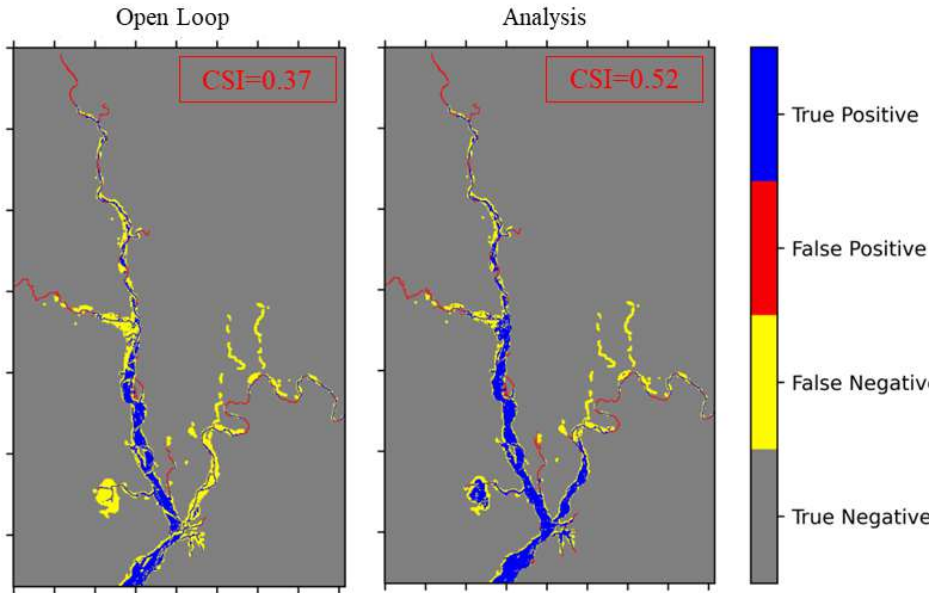 Open Loop
Analysis
CSI=0.37
CSI=0.52
True Positive
False Positive
False Negative
True Negative